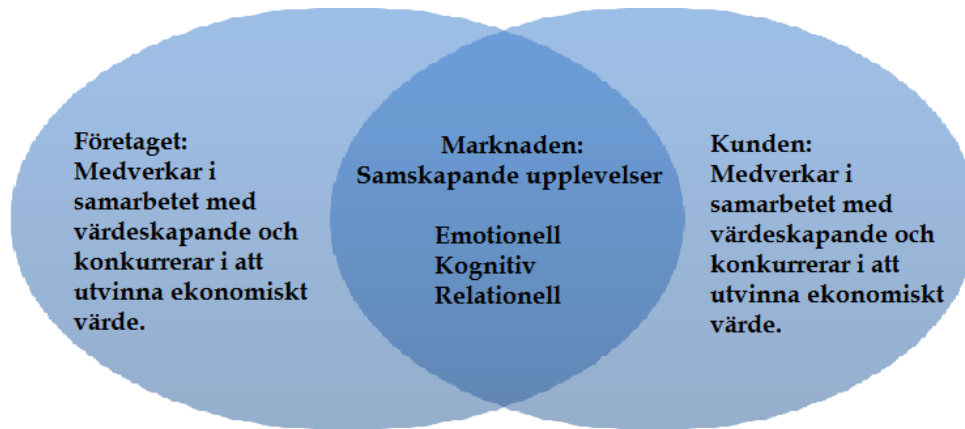 Företaget:
Medverkar i
samarbetet med
värdeskapande och
konkurrerar i att
utvinna ekonomiskt
värde.
Marknaden:
Samskapande upplevelser
Emotionell
Kognitiv
Relationell
Kunden:
Medverkar i
samarbetet med
värdeskapande och
konkurrerar i att
utvinna ekonomiskt
värde.